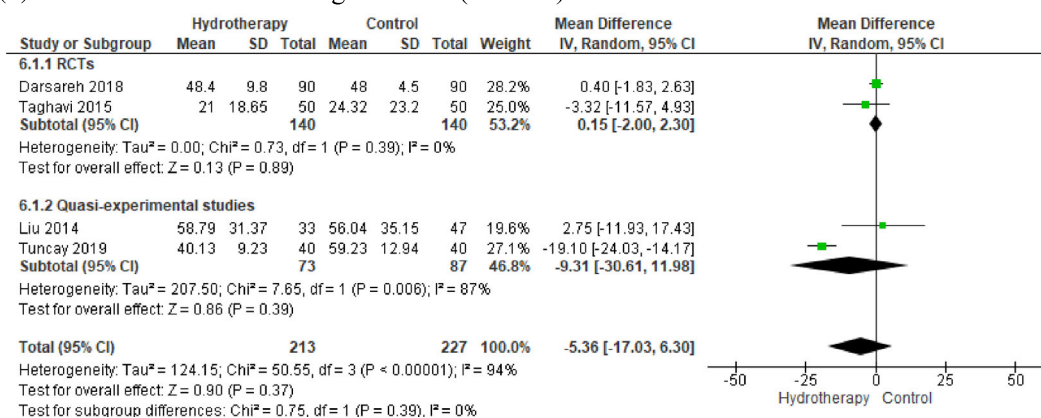 Hydrotherapy Control Mean Difference Mean Difference
Study or Subgroup Mean SD Total Mean SD Total Weight IV, Random, 95% CI IV, Random, 95% CI
6.1.1 RCTs
Darsareh 2018 48.4 9.8 90 48 4.5 90 28.2% 0.40 [-1.83, 2.63]
Taghavi 2015 21 18.65 50 24.32 23.2 50 25.0% -3.32 [-11.57, 4.93]
Subtotal (95% CI) 140 140 53.2% 0.15 [-2.00, 2.30]
Heterogeneity: Tau² = 0.00; Chi² = 0.73, df = 1 (P = 0.39); I² = 0%
Test for overall effect: Z = 0.13 (P = 0.89)
6.1.2 Quasi-experimental studies
Liu 2014 58.79 31.37 33 56.04 35.15 47 19.6% 2.75 [-11.93, 17.43]
Tuncay 2019 40.13 9.23 40 59.23 12.94 40 27.1% -19.10 [-24.03, -14.17]
Subtotal (95% CI) 73 87 46.8% -9.31 [-30.61, 11.98]
Heterogeneity: Tau² = 207.50; Chi² = 7.65, df = 1 (P = 0.006); I² = 87%
Test for overall effect: Z = 0.86 (P = 0.39)
Total (95% CI) 213 227 100.0% -5.36 [-17.03, 6.30]
Heterogeneity: Tau² = 124.15; Chi² = 50.55, df = 3 (P < 0.00001); I² = 94%
Test for overall effect: Z = 0.90 (P = 0.37)
Test for subgroup differences: Chi² = 0.75, df = 1 (P = 0.39), I² = 0%
-50 -25 0 25 50
Hydrotherapy Control